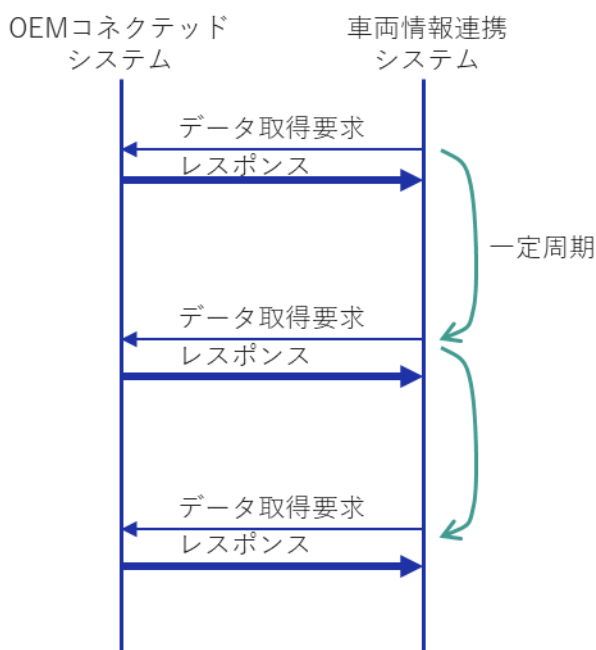 OEMコネクテッド
システム
車両情報連携
システム
データ取得要求
レスポンス
一定周期
データ取得要求
レスポンス
データ取得要求
レスポンス